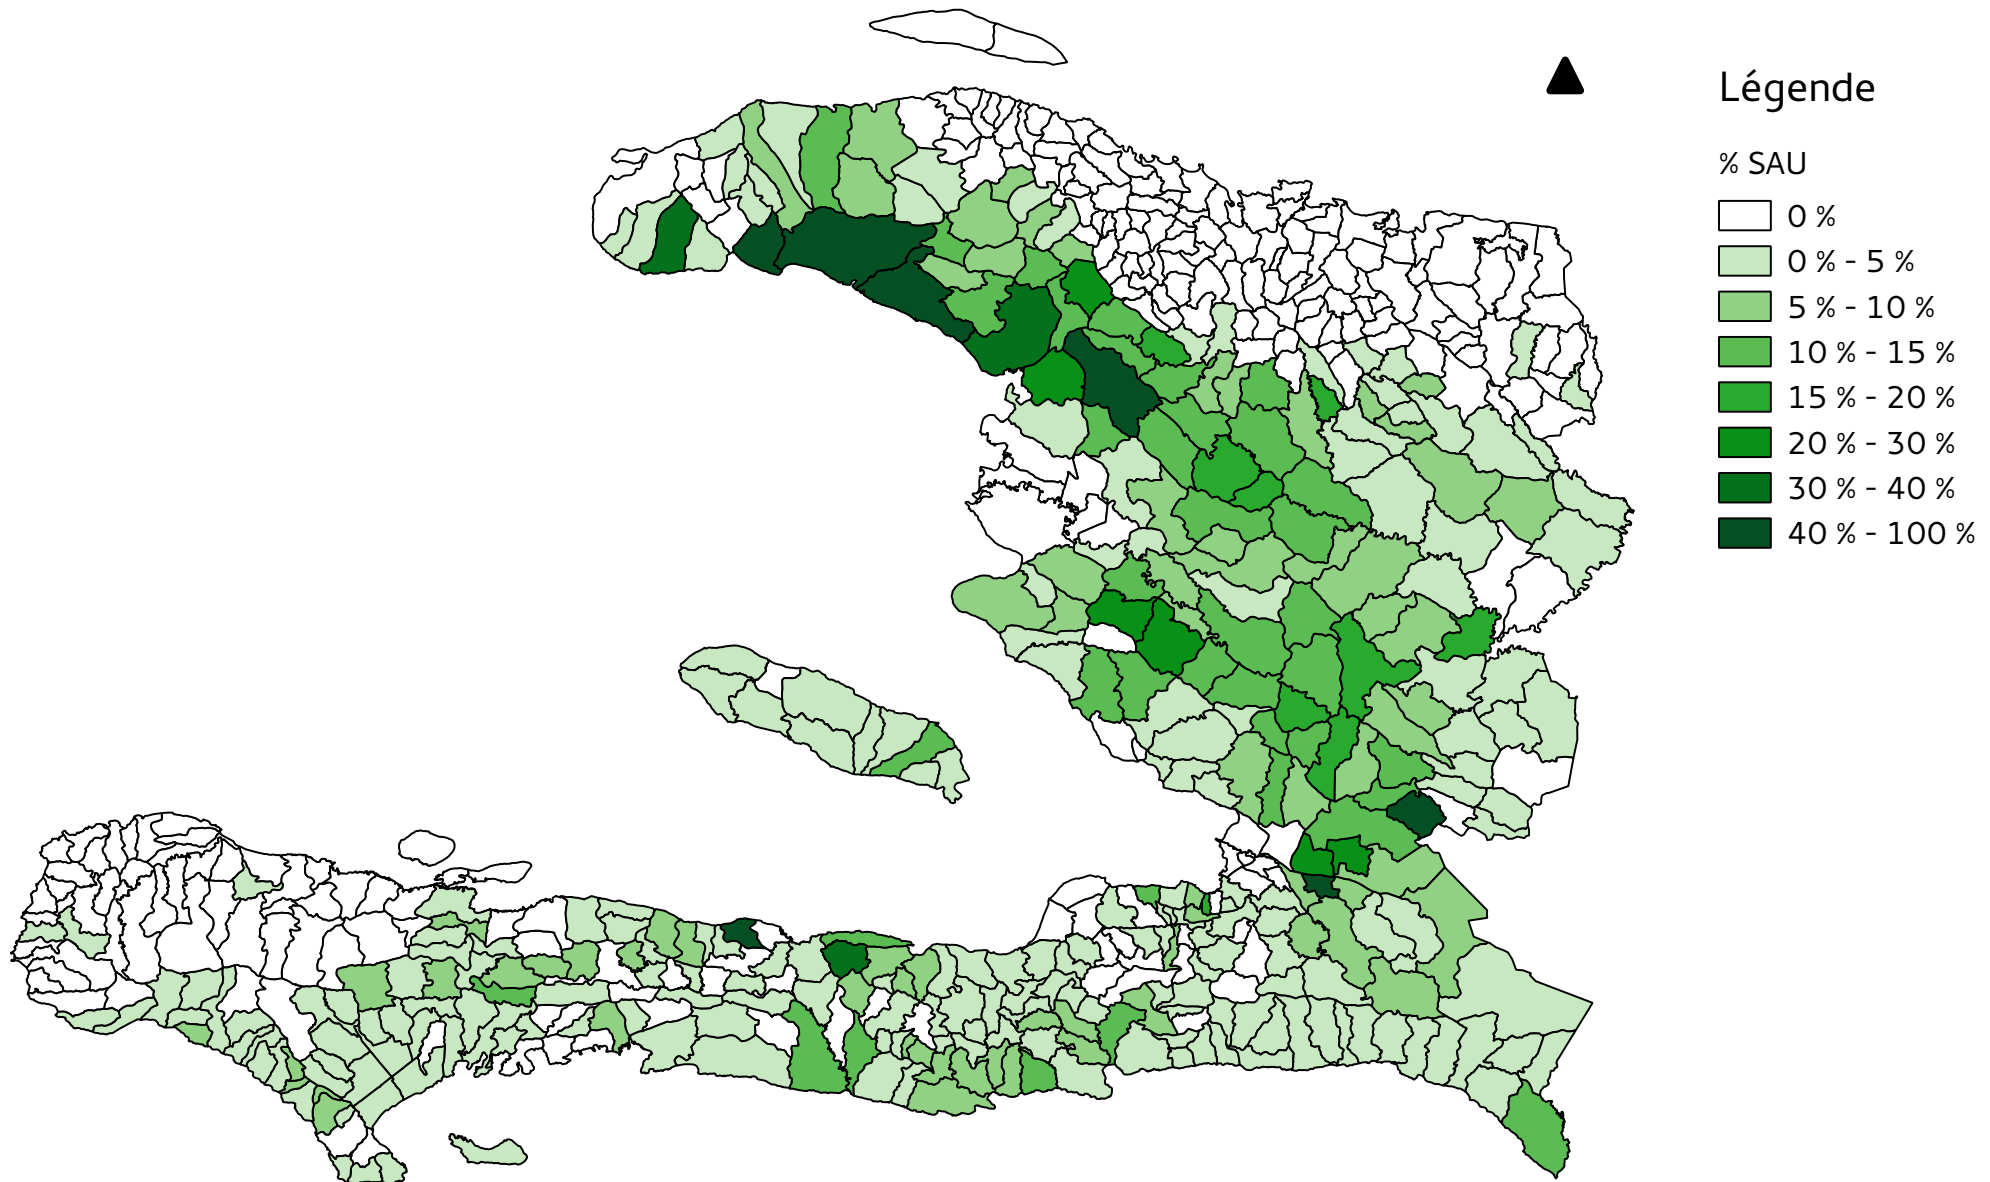 Légende
% SAU
0 %
0 % - 5 %
5 % - 10 %
10 % - 15 %
15 % - 20 %
20 % - 30 %
30 % - 40 %
40 % - 100 %